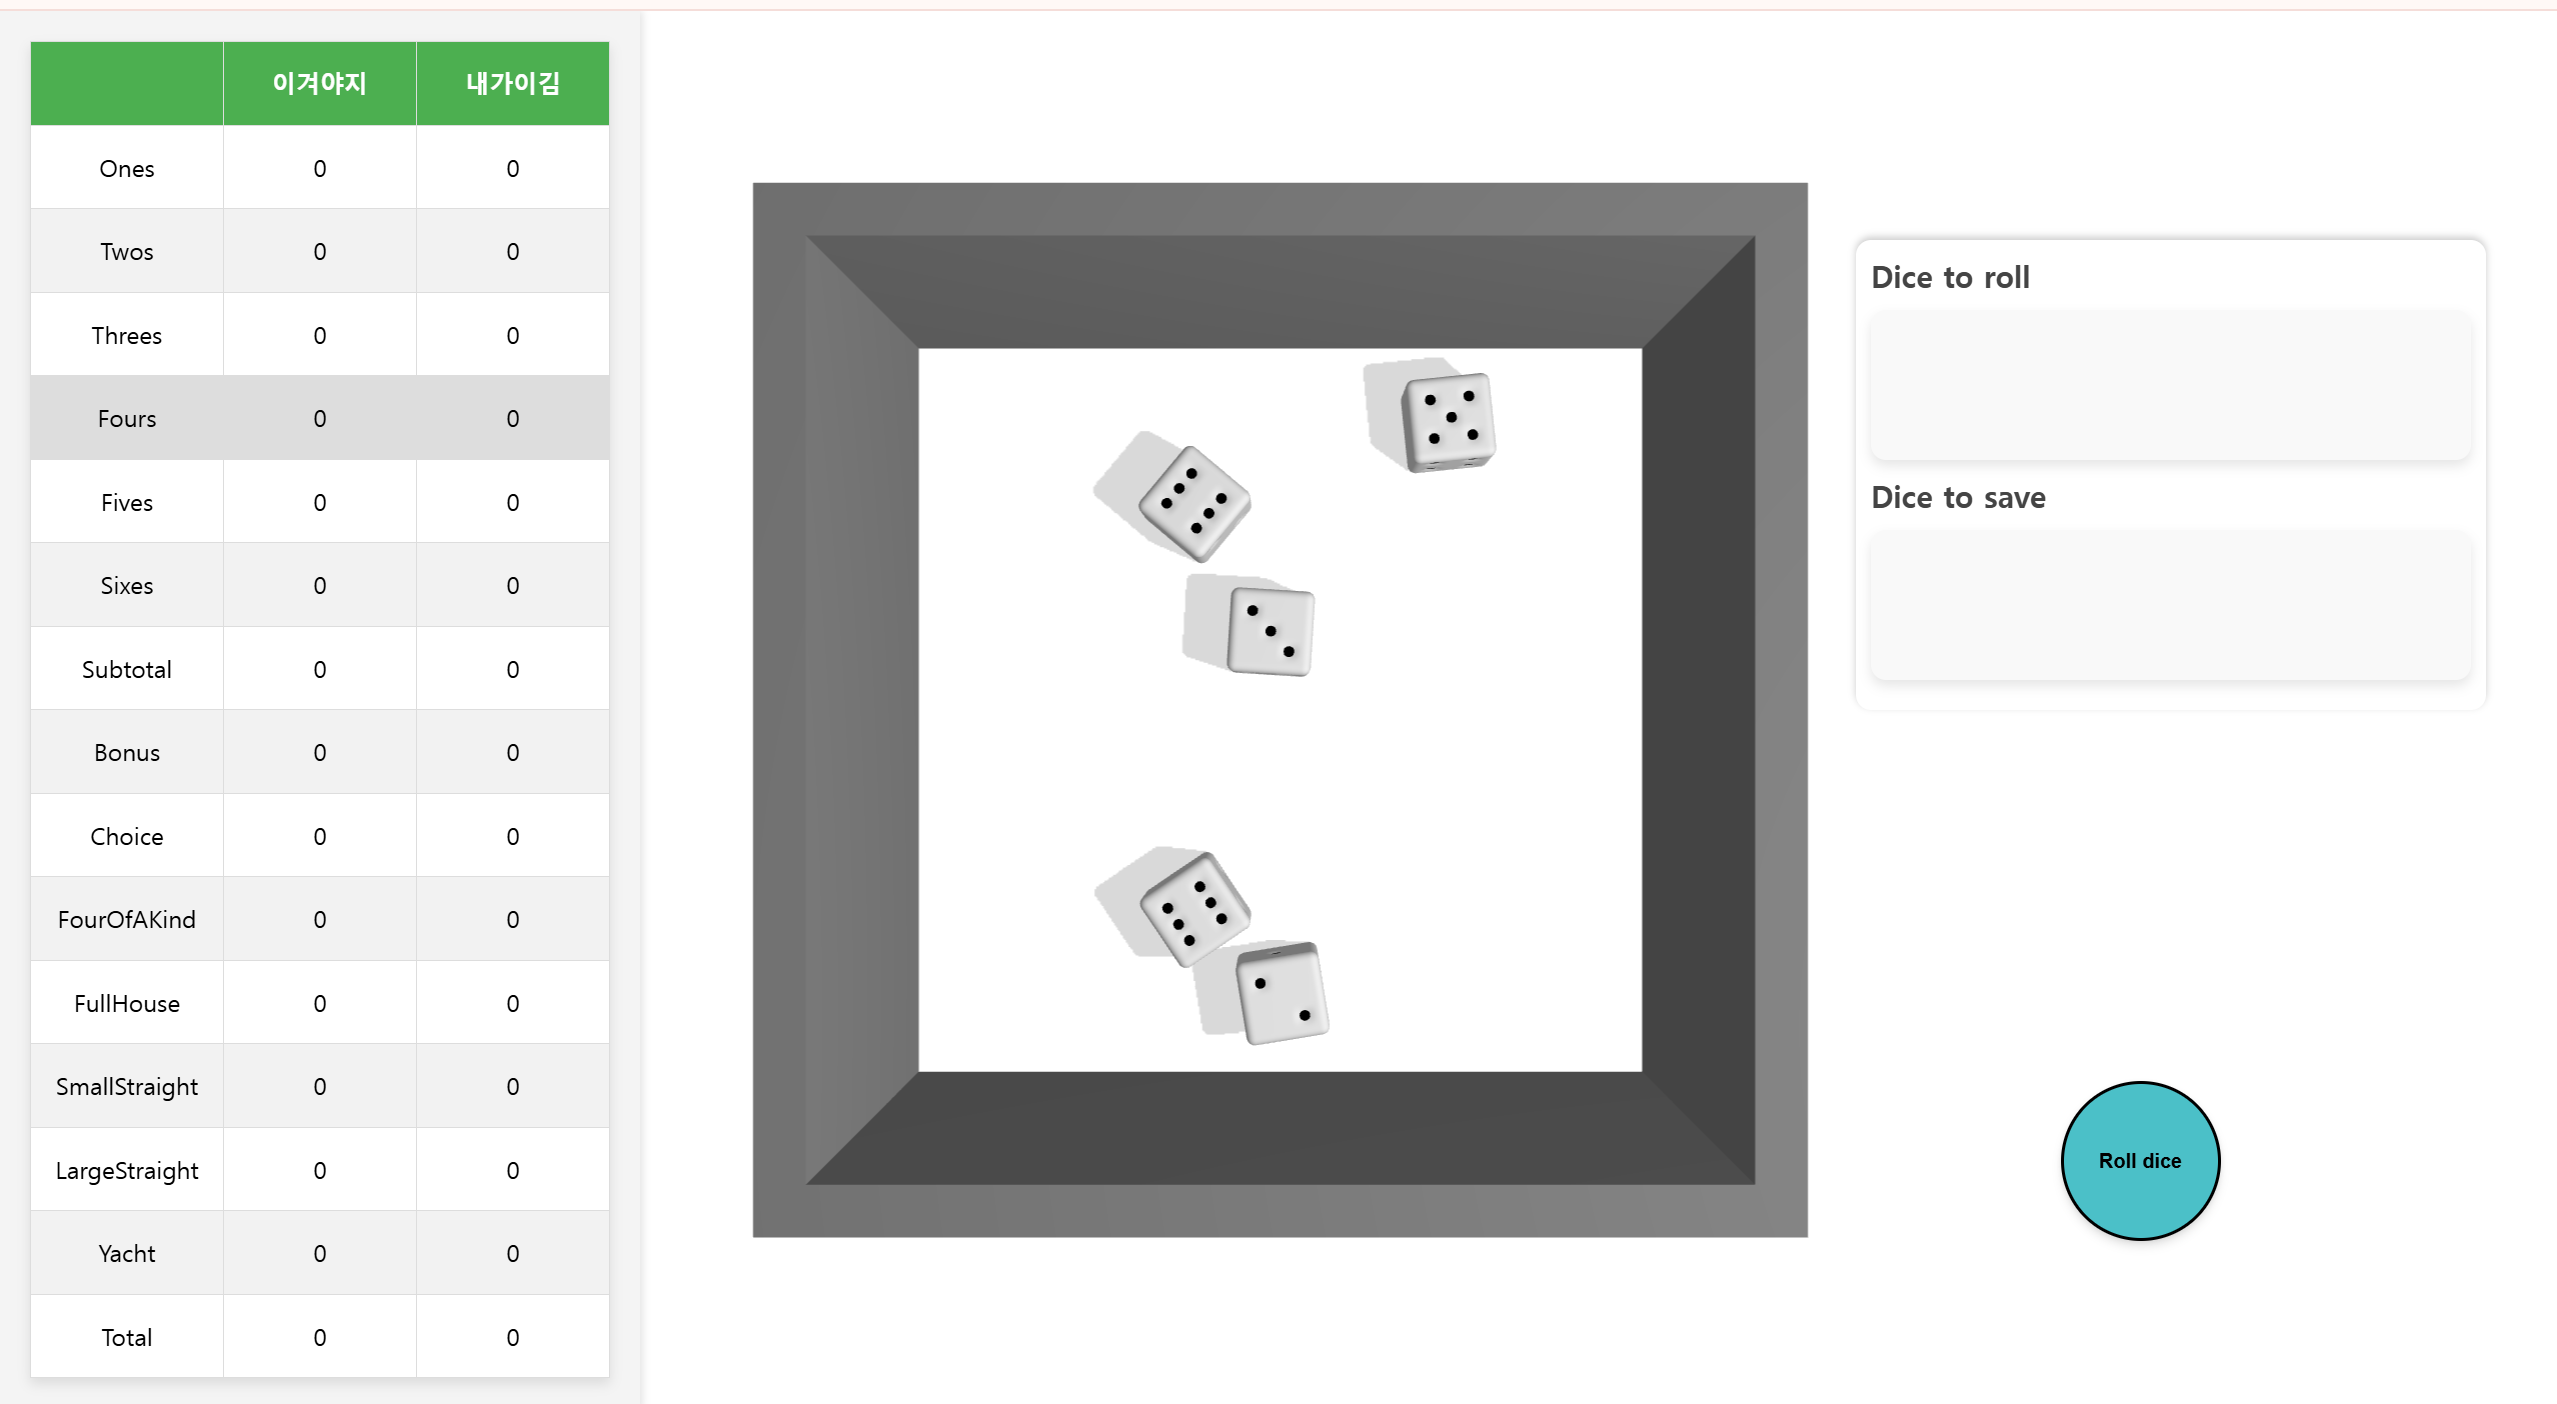 이겨야지 내가이김
Ones 0 0
Twos 0 0
Threes 0 0
Fours 0 0
Fives 0 0
Sixes 0 0
Subtotal 0 0
Bonus 0 0
Choice 0 0
FourOfAKind 0 0
FullHouse 0 0
SmallStraight 0 0
LargeStraight 0 0
Yacht 0 0
Total 0 0
Dice to roll
Dice to save
Roll dice